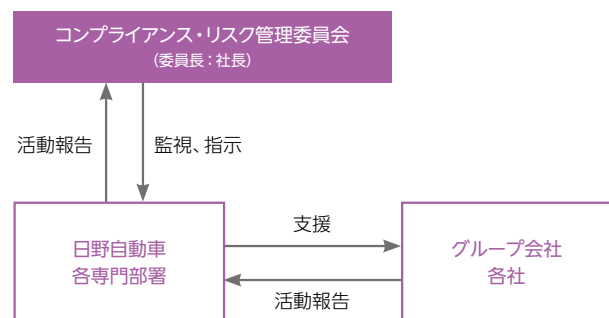 コンプライアンス・リスク管理委員会
(委員長：社長)
活動報告
監視、指示
日野自動車
各専門部署
支援
活動報告
グループ会社
各社